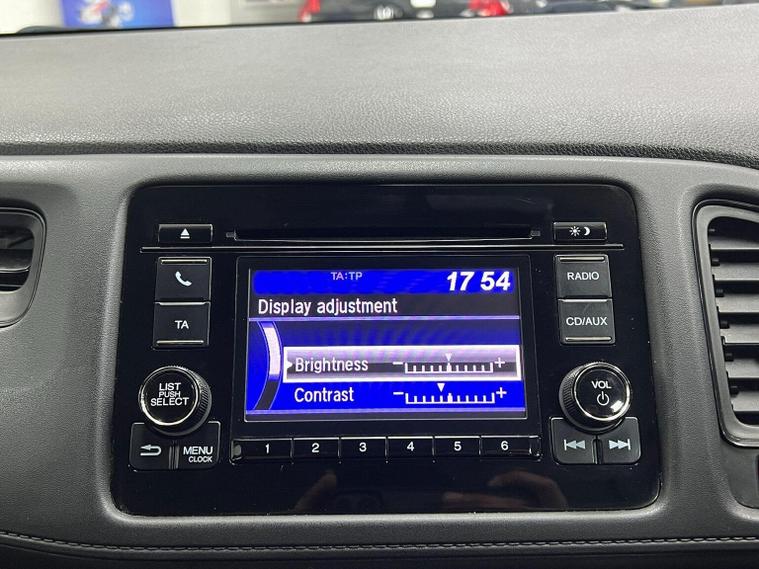 TA:TP
17 54
Display adjustment
Brightness
− +
Contrast
− +
TA
RADIO
CD/AUX
LIST
PUSH
SELECT
VOL
MENU
CLOCK
1 2 3 4 5 6